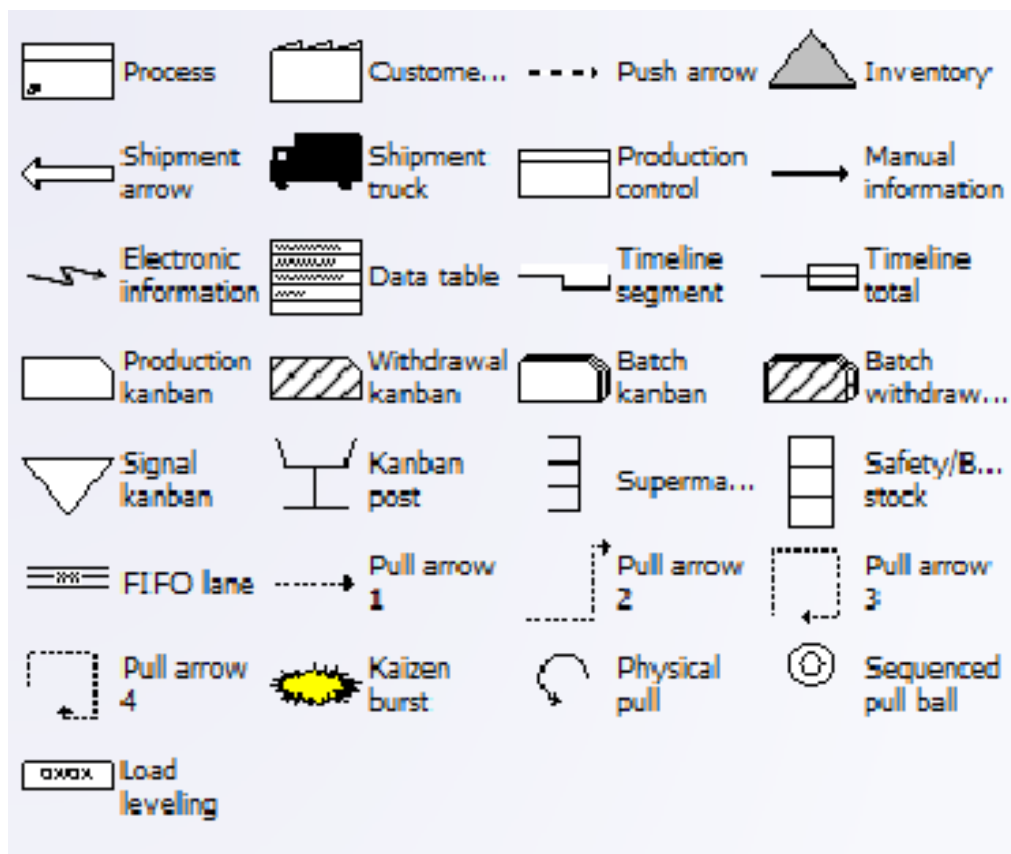 Process
Custome...
Push arrow
Inventory
Shipment
arrow
Shipment
truck
Production
control
Manual
information
Electronic
information
Data table
Timeline
segment
Timeline
total
Production
kanban
Withdrawal
kanban
Batch
kanban
Batch
withdraw...
Signal
kanban
Kanban
post
Superma...
Safety/B...
stock
FIFO lane
Pull arrow
1
Pull arrow
2
Pull arrow
3
Pull arrow
4
Kaizen
burst
Physical
pull
Sequenced
pull ball
OXOX
Load
leveling